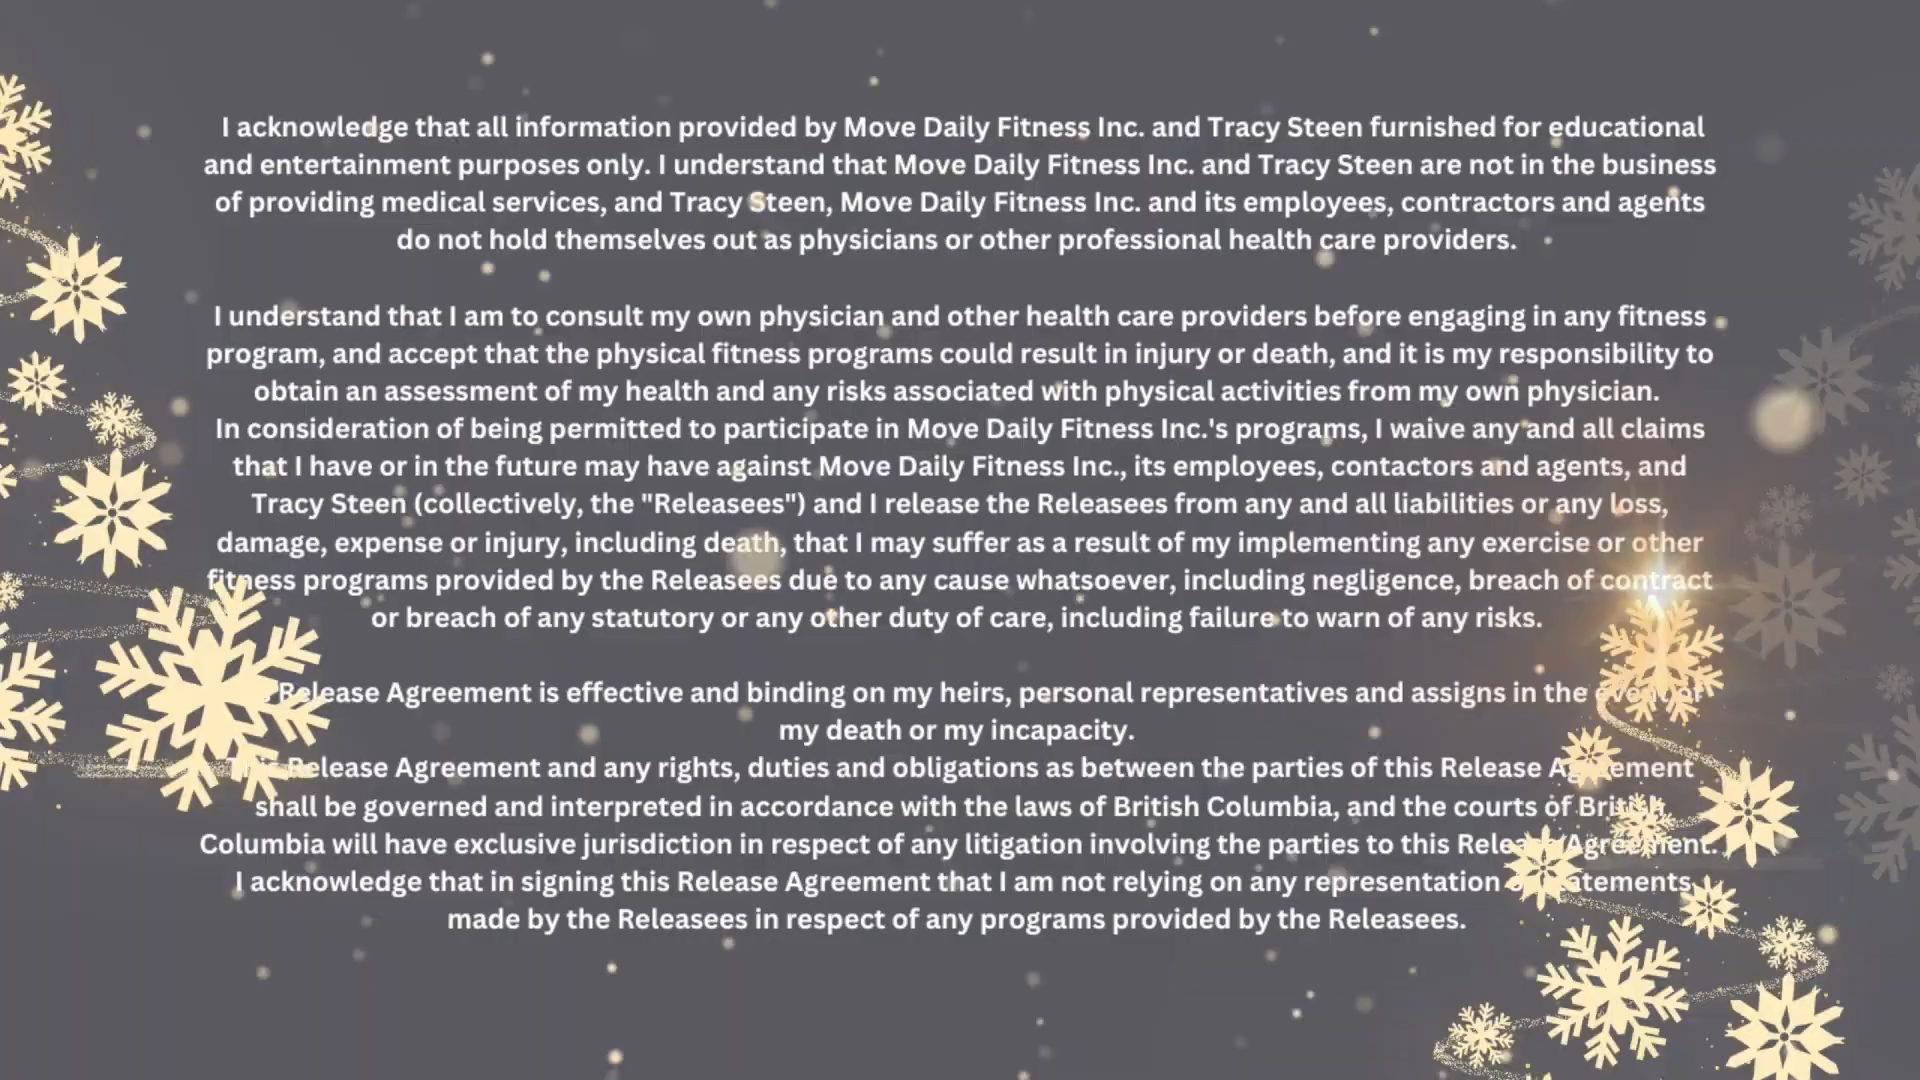 I acknowledge that all information provided by Move Daily Fitness Inc. and Tracy Steen furnished for educational
and entertainment purposes only. I understand that Move Daily Fitness Inc. and Tracy Steen are not in the business
of providing medical services, and Tracy Steen, Move Daily Fitness Inc. and its employees, contractors and agents
do not hold themselves out as physicians or other professional health care providers.
I understand that I am to consult my own physician and other health care providers before engaging in any fitness
program, and accept that the physical fitness programs could result in injury or death, and it is my responsibility to
obtain an assessment of my health and any risks associated with physical activities from my own physician.
In consideration of being permitted to participate in Move Daily Fitness Inc.'s programs, I waive any and all claims
that I have or in the future may have against Move Daily Fitness Inc., its employees, contactors and agents, and
Tracy Steen (collectively, the "Releasees") and I release the Releasees from any and all liabilities or any loss,
damage, expense or injury, including death, that I may suffer as a result of my implementing any exercise or other
fitness programs provided by the Releasees due to any cause whatsoever, including negligence, breach of contract
or breach of any statutory or any other duty of care, including failure to warn of any risks.
Release Agreement is effective and binding on my heirs, personal representatives and assigns in the event of
my death or my incapacity.
This Release Agreement and any rights, duties and obligations as between the parties of this Release Agreement
shall be governed and interpreted in accordance with the laws of British Columbia, and the courts of British
Columbia will have exclusive jurisdiction in respect of any litigation involving the parties to this Release Agreement.
I acknowledge that in signing this Release Agreement that I am not relying on any representation or statements
made by the Releasees in respect of any programs provided by the Releasees.